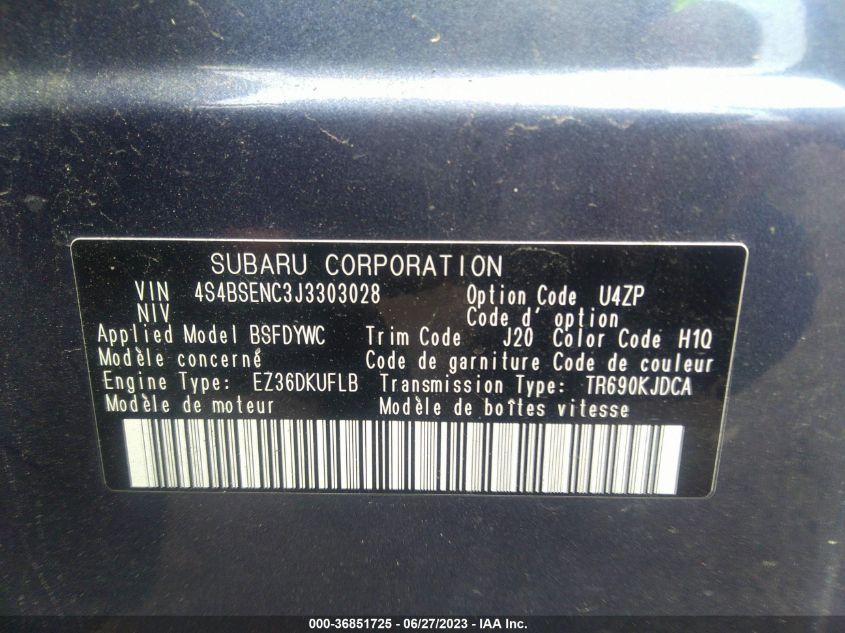 SUBARU CORPORATION
VIN 4S4BSENC3J3303028 Option Code U4ZP
NIV Code d' option
Applied Model BSFDYWC Trim Code J20 Color Code H1Q
Modèle concerné Code de garniture Code de couleur
Engine Type: EZ36DKUFLB Transmission Type: TR690KJDCA
Modèle de moteur Modèle de boîtes vitesse
000-36851725 - 06/27/2023 - IAA Inc.